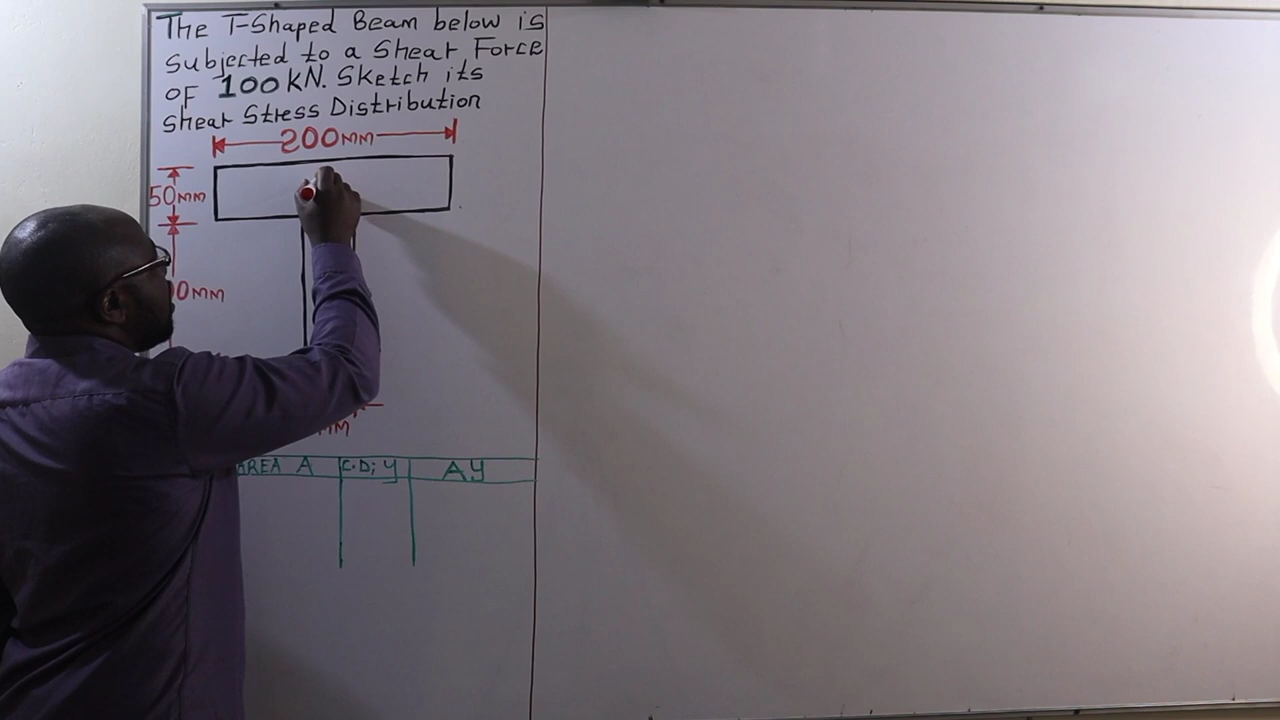 The T-Shaped Beam below is
Subjected to a Shear Force
OF 100kN. Sketch its
Shear Stress Distribution
200mm
50mm
AREA A C.D; Y AY